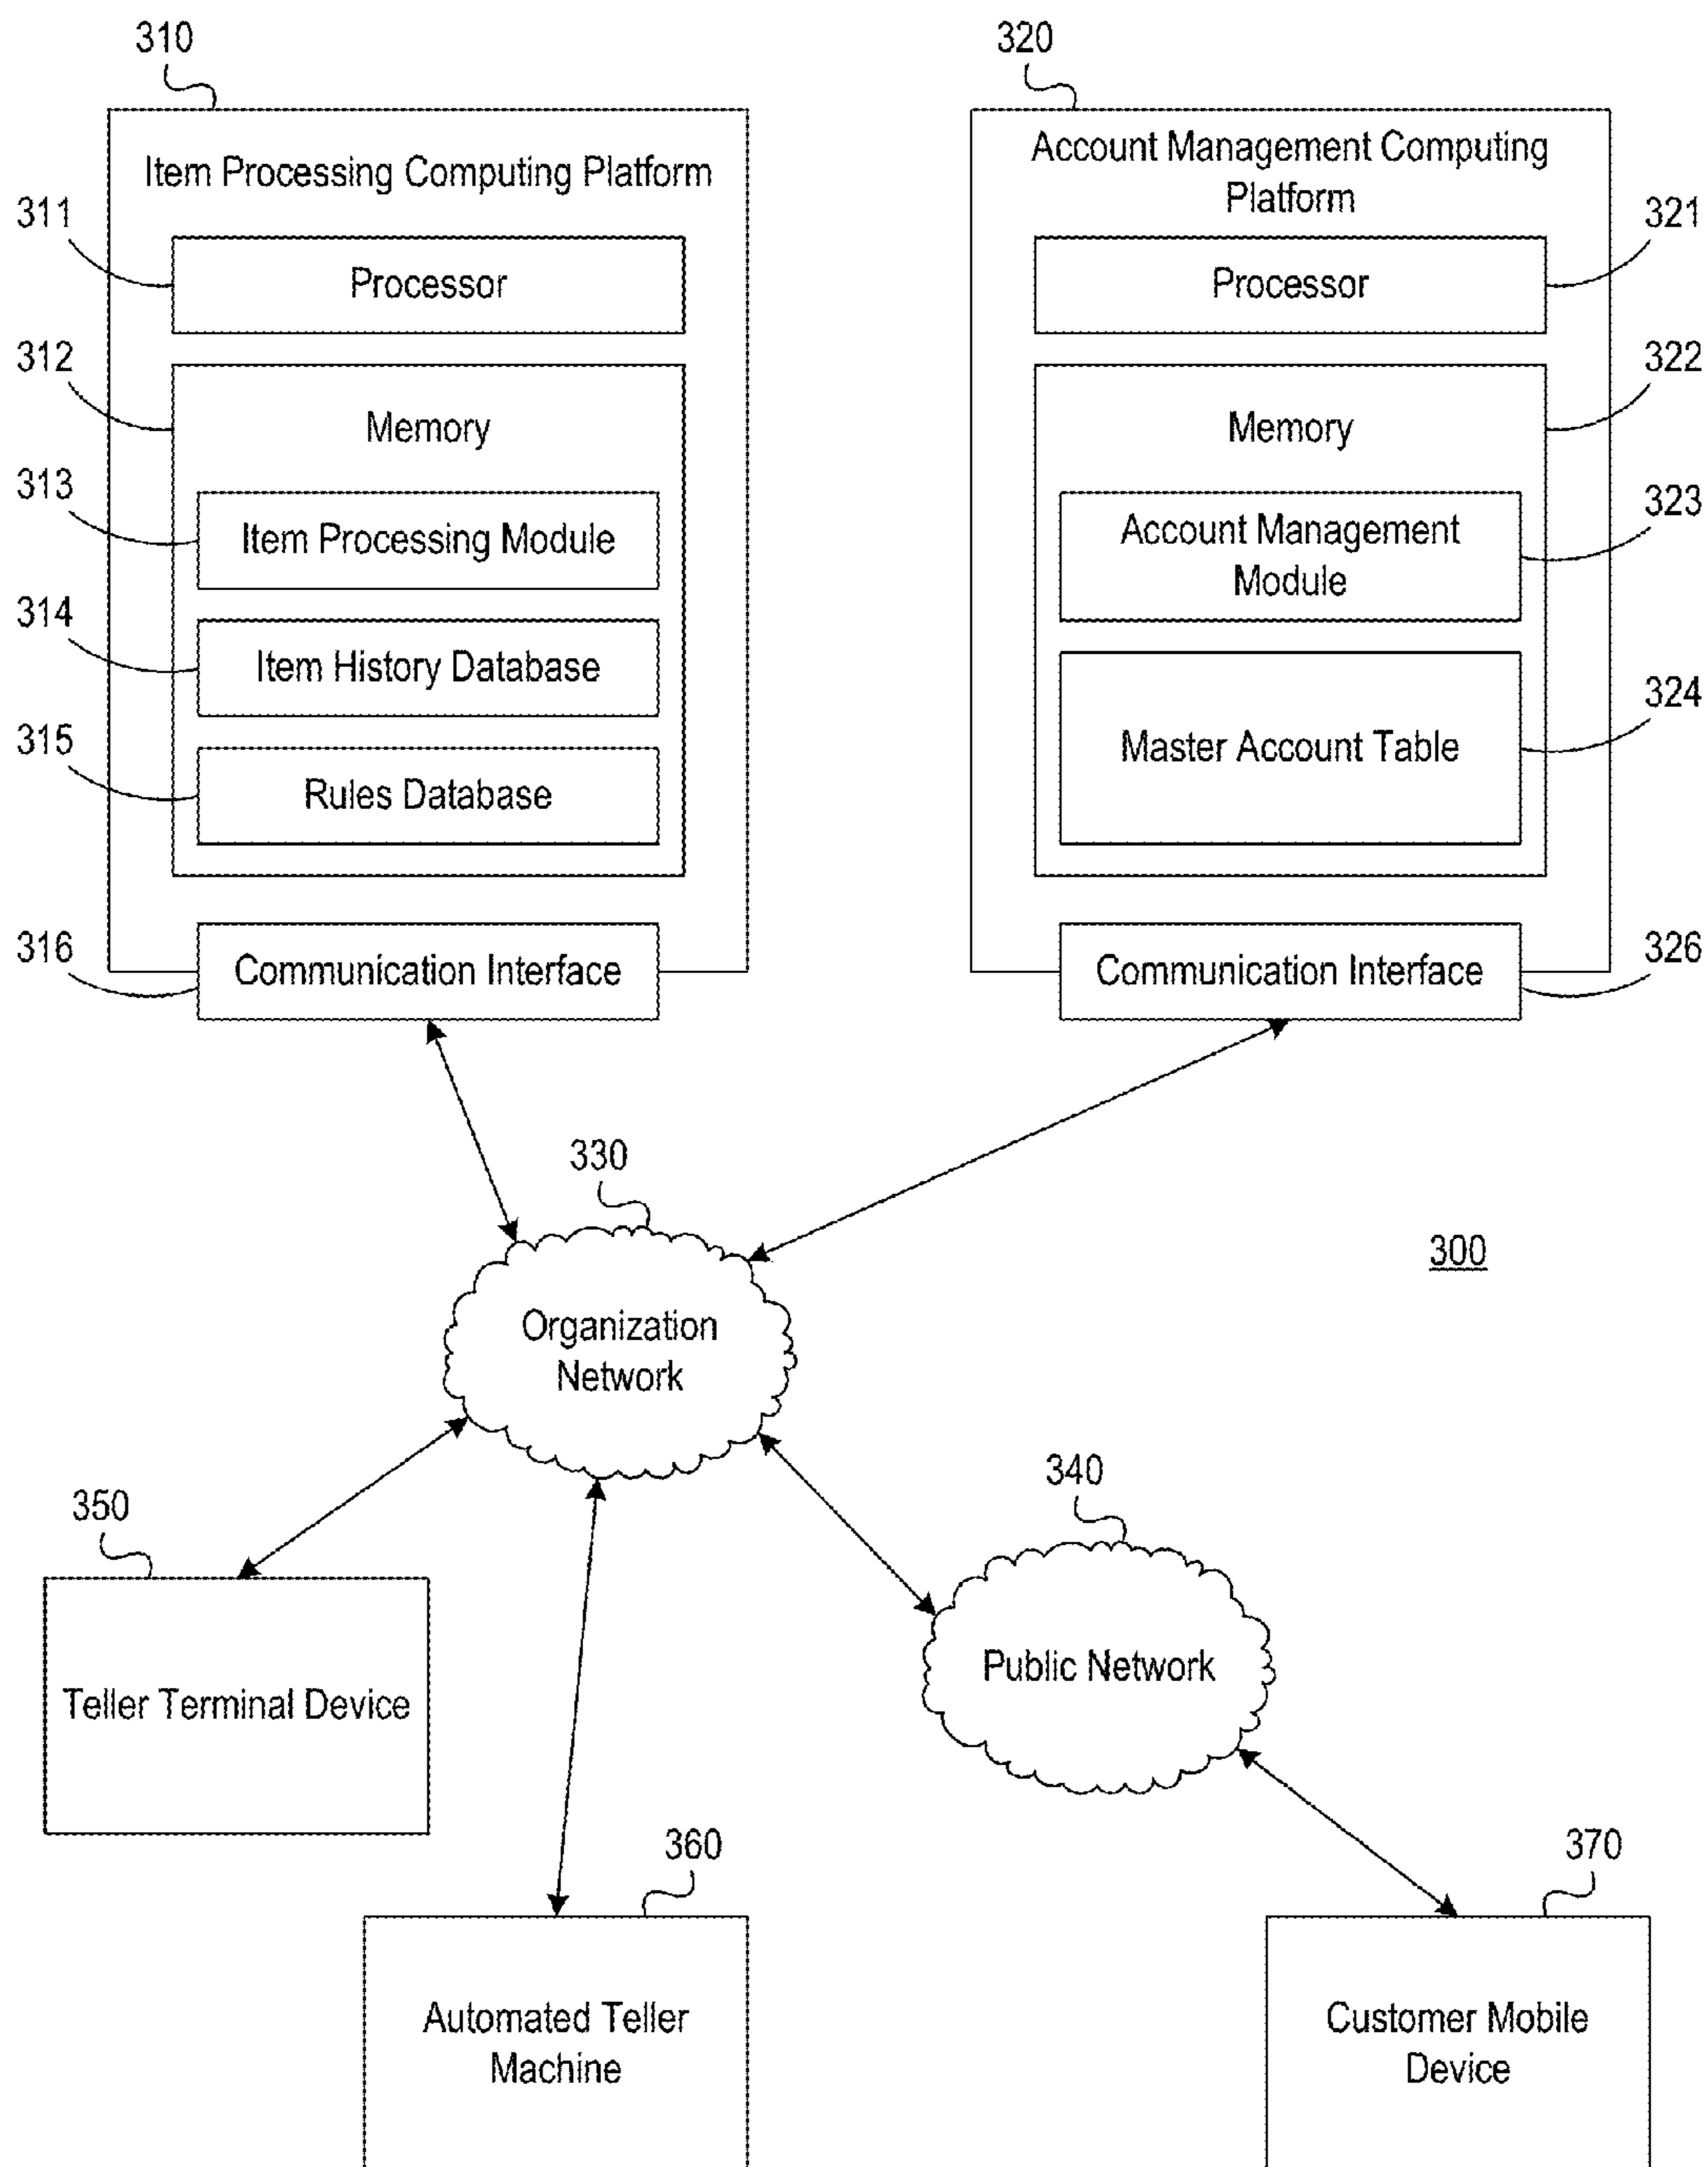 310
Item Processing Computing Platform
311
Processor
312
Memory
313
Item Processing Module
314
Item History Database
315
Rules Database
316
Communication Interface
320
Account Management Computing
Platform
321
Processor
322
Memory
323
Account Management
Module
324
Master Account Table
326
Communication Interface
330
Organization
Network
300
340
Public Network
350
Teller Terminal Device
360
Automated Teller
Machine
370
Customer Mobile
Device